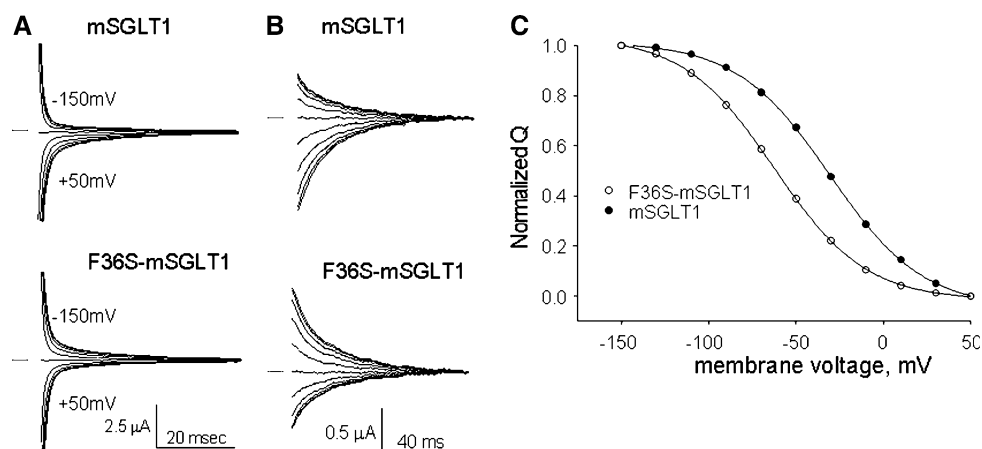 A
mSGLT1
-150mV
+50mV
F36S-mSGLT1
-150mV
+50mV
2.5 µA
20 msec
B
mSGLT1
F36S-mSGLT1
0.5 µA
40 ms
C
Normalized Q
1.0
0.8
0.6
0.4
0.2
0.0
F36S-mSGLT1
mSGLT1
-150
-100
-50
0
50
membrane voltage, mV